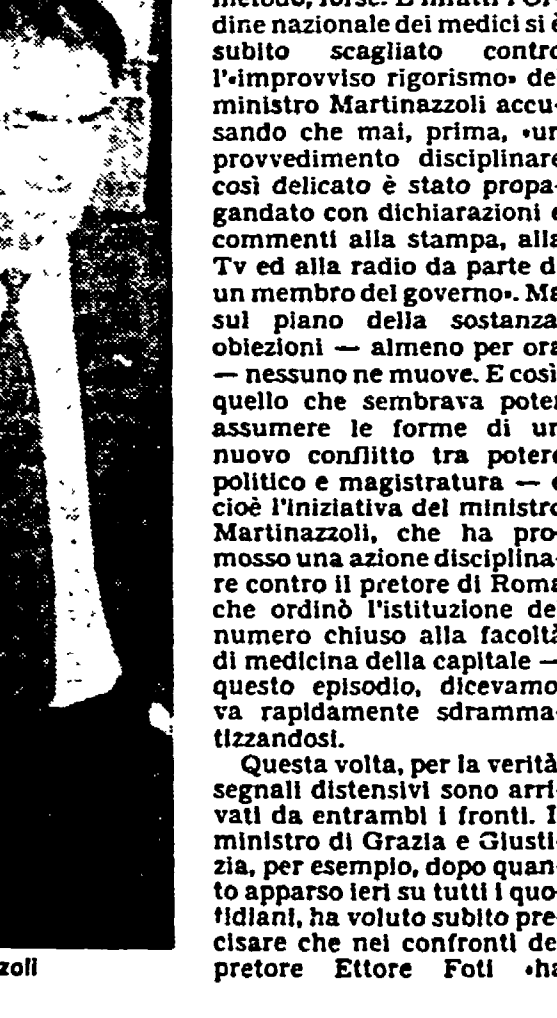 metodo, forse. E infatti l'Or-
dine nazionale dei medici si è
subito scagliato contro
l'«improvviso rigorismo» de
ministro Martinazzoli accu-
sando che mai, prima, «un
provvedimento disciplinare
così delicato è stato propa-
gandato con dichiarazioni e
commenti alla stampa, alla
Tv ed alla radio da parte d
un membro del governo». Ma
sul piano della sostanza
obiezioni — almeno per ora
— nessuno ne muove. E così
quello che sembrava poter
assumere le forme di un
nuovo conflitto tra potere
politico e magistratura — e
cioè l'iniziativa del ministro
Martinazzoli, che ha pro-
mosso una azione disciplina-
re contro il pretore di Roma
che ordinò l'istituzione de
numero chiuso alla facoltà
di medicina della capitale —
questo episodio, dicevamo
va rapidamente sdramma-
tizzandosi.
Questa volta, per la verità
segnali distensivi sono arri-
vati da entrambi i fronti. I
ministro di Grazia e Giusti-
zia, per esempio, dopo quan-
to apparso ieri su tutti i quo-
tidiani, ha voluto subito pre-
cisare che nei confronti de
pretore Ettore Foti «ha
zoli